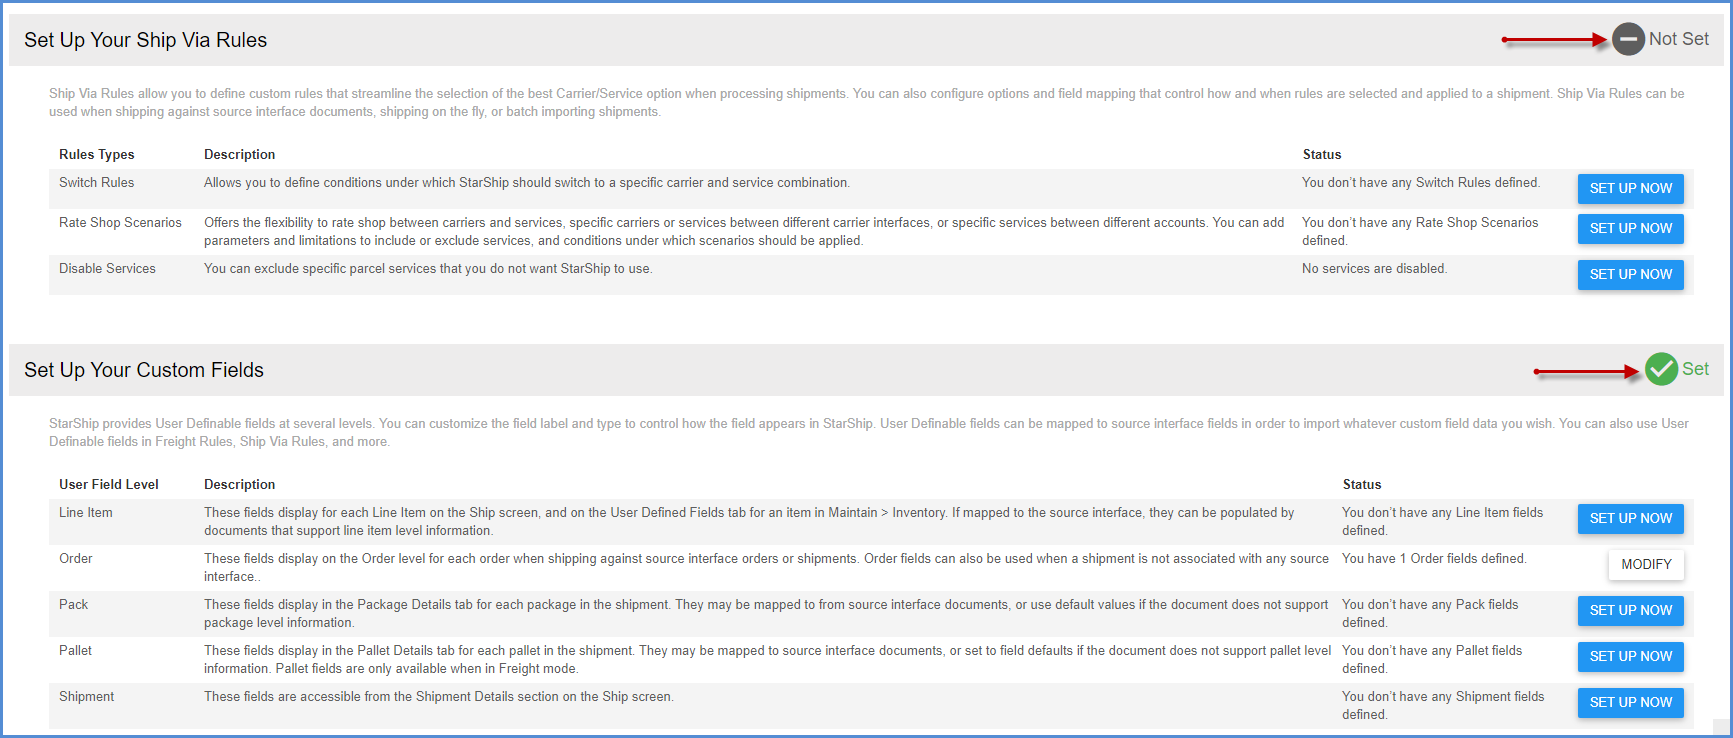 Set Up Your Ship Via Rules
Not Set
Ship Via Rules allow you to define custom rules that streamline the selection of the best Carrier/Service option when processing shipments. You can also configure options and field mapping that control how and when rules are selected and applied to a shipment. Ship Via Rules can be
used when shipping against source interface documents, shipping on the fly, or batch importing shipments.
Rules Types Description Status
Switch Rules Allows you to define conditions under which StarShip should switch to a specific carrier and service combination. You don't have any Switch Rules defined. SET UP NOW
Rate Shop Scenarios Offers the flexibility to rate shop between carriers and services, specific carriers or services between different carrier interfaces, or specific services between different accounts. You can add You don't have any Rate Shop Scenarios SET UP NOW
parameters and limitations to include or exclude services, and conditions under which scenarios should be applied. defined.
Disable Services You can exclude specific parcel services that you do not want StarShip to use. No services are disabled. SET UP NOW
Set Up Your Custom Fields
Set
StarShip provides User Definable fields at several levels. You can customize the field label and type to control how the field appears in StarShip. User Definable fields can be mapped to source interface fields in order to import whatever custom field data you wish. You can also use User
Definable fields in Freight Rules, Ship Via Rules, and more.
User Field Level Description Status
Line Item These fields display for each Line Item on the Ship screen, and on the User Defined Fields tab for an item in Maintain > Inventory. If mapped to the source interface, they can be populated by You don't have any Line Item fields SET UP NOW
documents that support line item level information. defined.
Order These fields display on the Order level for each order when shipping against source interface orders or shipments. Order fields can also be used when a shipment is not associated with any source You have 1 Order fields defined. MODIFY
interface..
Pack These fields display in the Package Details tab for each package in the shipment. They may be mapped to from source interface documents, or use default values if the document does not support You don't have any Pack fields SET UP NOW
package level information. defined.
Pallet These fields display in the Pallet Details tab for each pallet in the shipment. They may be mapped to source interface documents, or set to field defaults if the document does not support pallet level You don't have any Pallet fields SET UP NOW
information. Pallet fields are only available when in Freight mode. defined.
Shipment These fields are accessible from the Shipment Details section on the Ship screen. You don't have any Shipment fields SET UP NOW
defined.